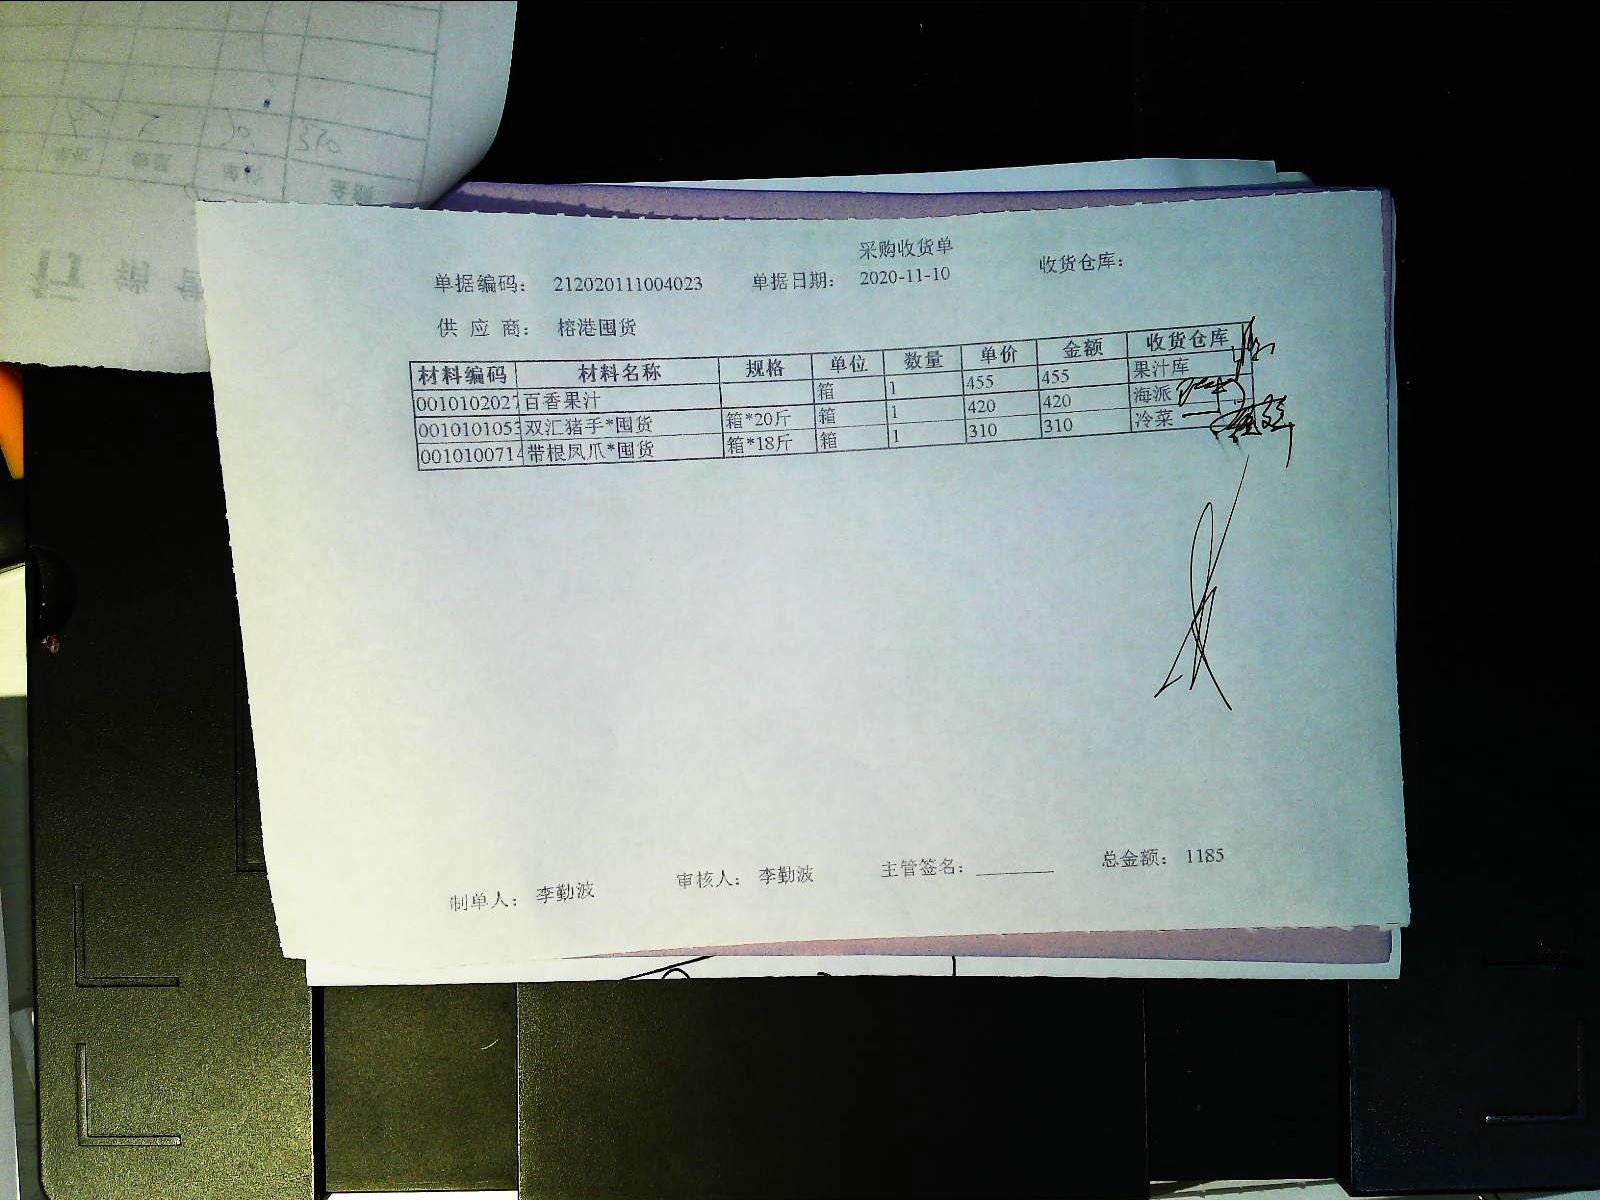 采购收货单
单据编码: 212020111004023 单据日期: 2020-11-10 收货仓库:
供 应 商: 榕港囤货
材料编码 材料名称 规格 单位 数量 单价 金额 收货仓库
0010102027 百香果汁 箱 1 455 455 果汁库
0010101053 双汇猪手*囤货 箱*20斤 箱 1 420 420 海派
0010100714 带根凤爪*囤货 箱*18斤 箱 1 310 310 冷菜
制单人: 李勤波 审核人: 李勤波 主管签名: 总金额: 1185